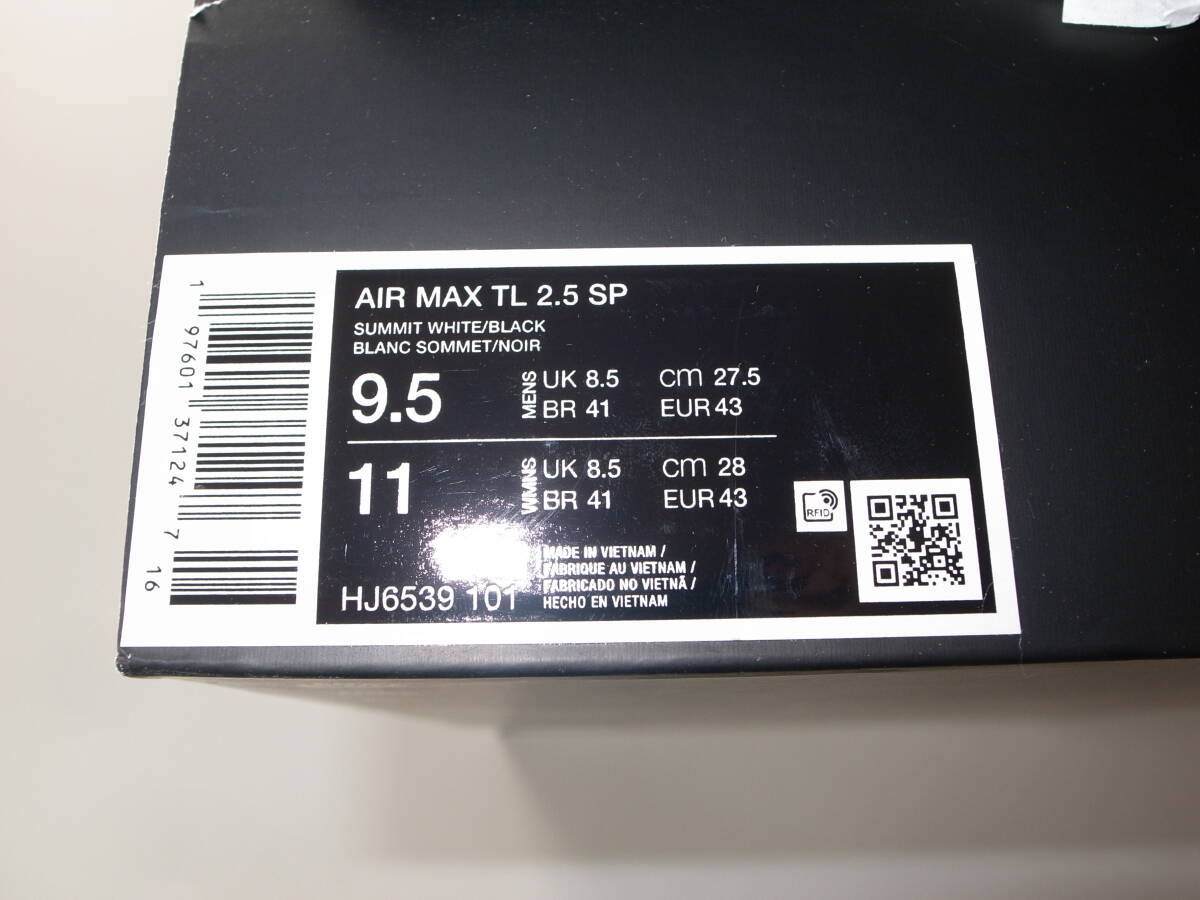 AIR MAX TL 2.5 SP
SUMMIT WHITE/BLACK
BLANC SOMMET/NOIR
9.5 MENS UK 8.5 cm 27.5
BR 41 EUR 43
11 WMNS UK 8.5 cm 28
BR 41 EUR 43
RFID
MADE IN VIETNAM /
FABRIQUE AU VIETNAM /
FABRICADO NO VIETNÃ /
HECHO EN VIETNAM
HJ6539 101
1 97601 37124 7 16